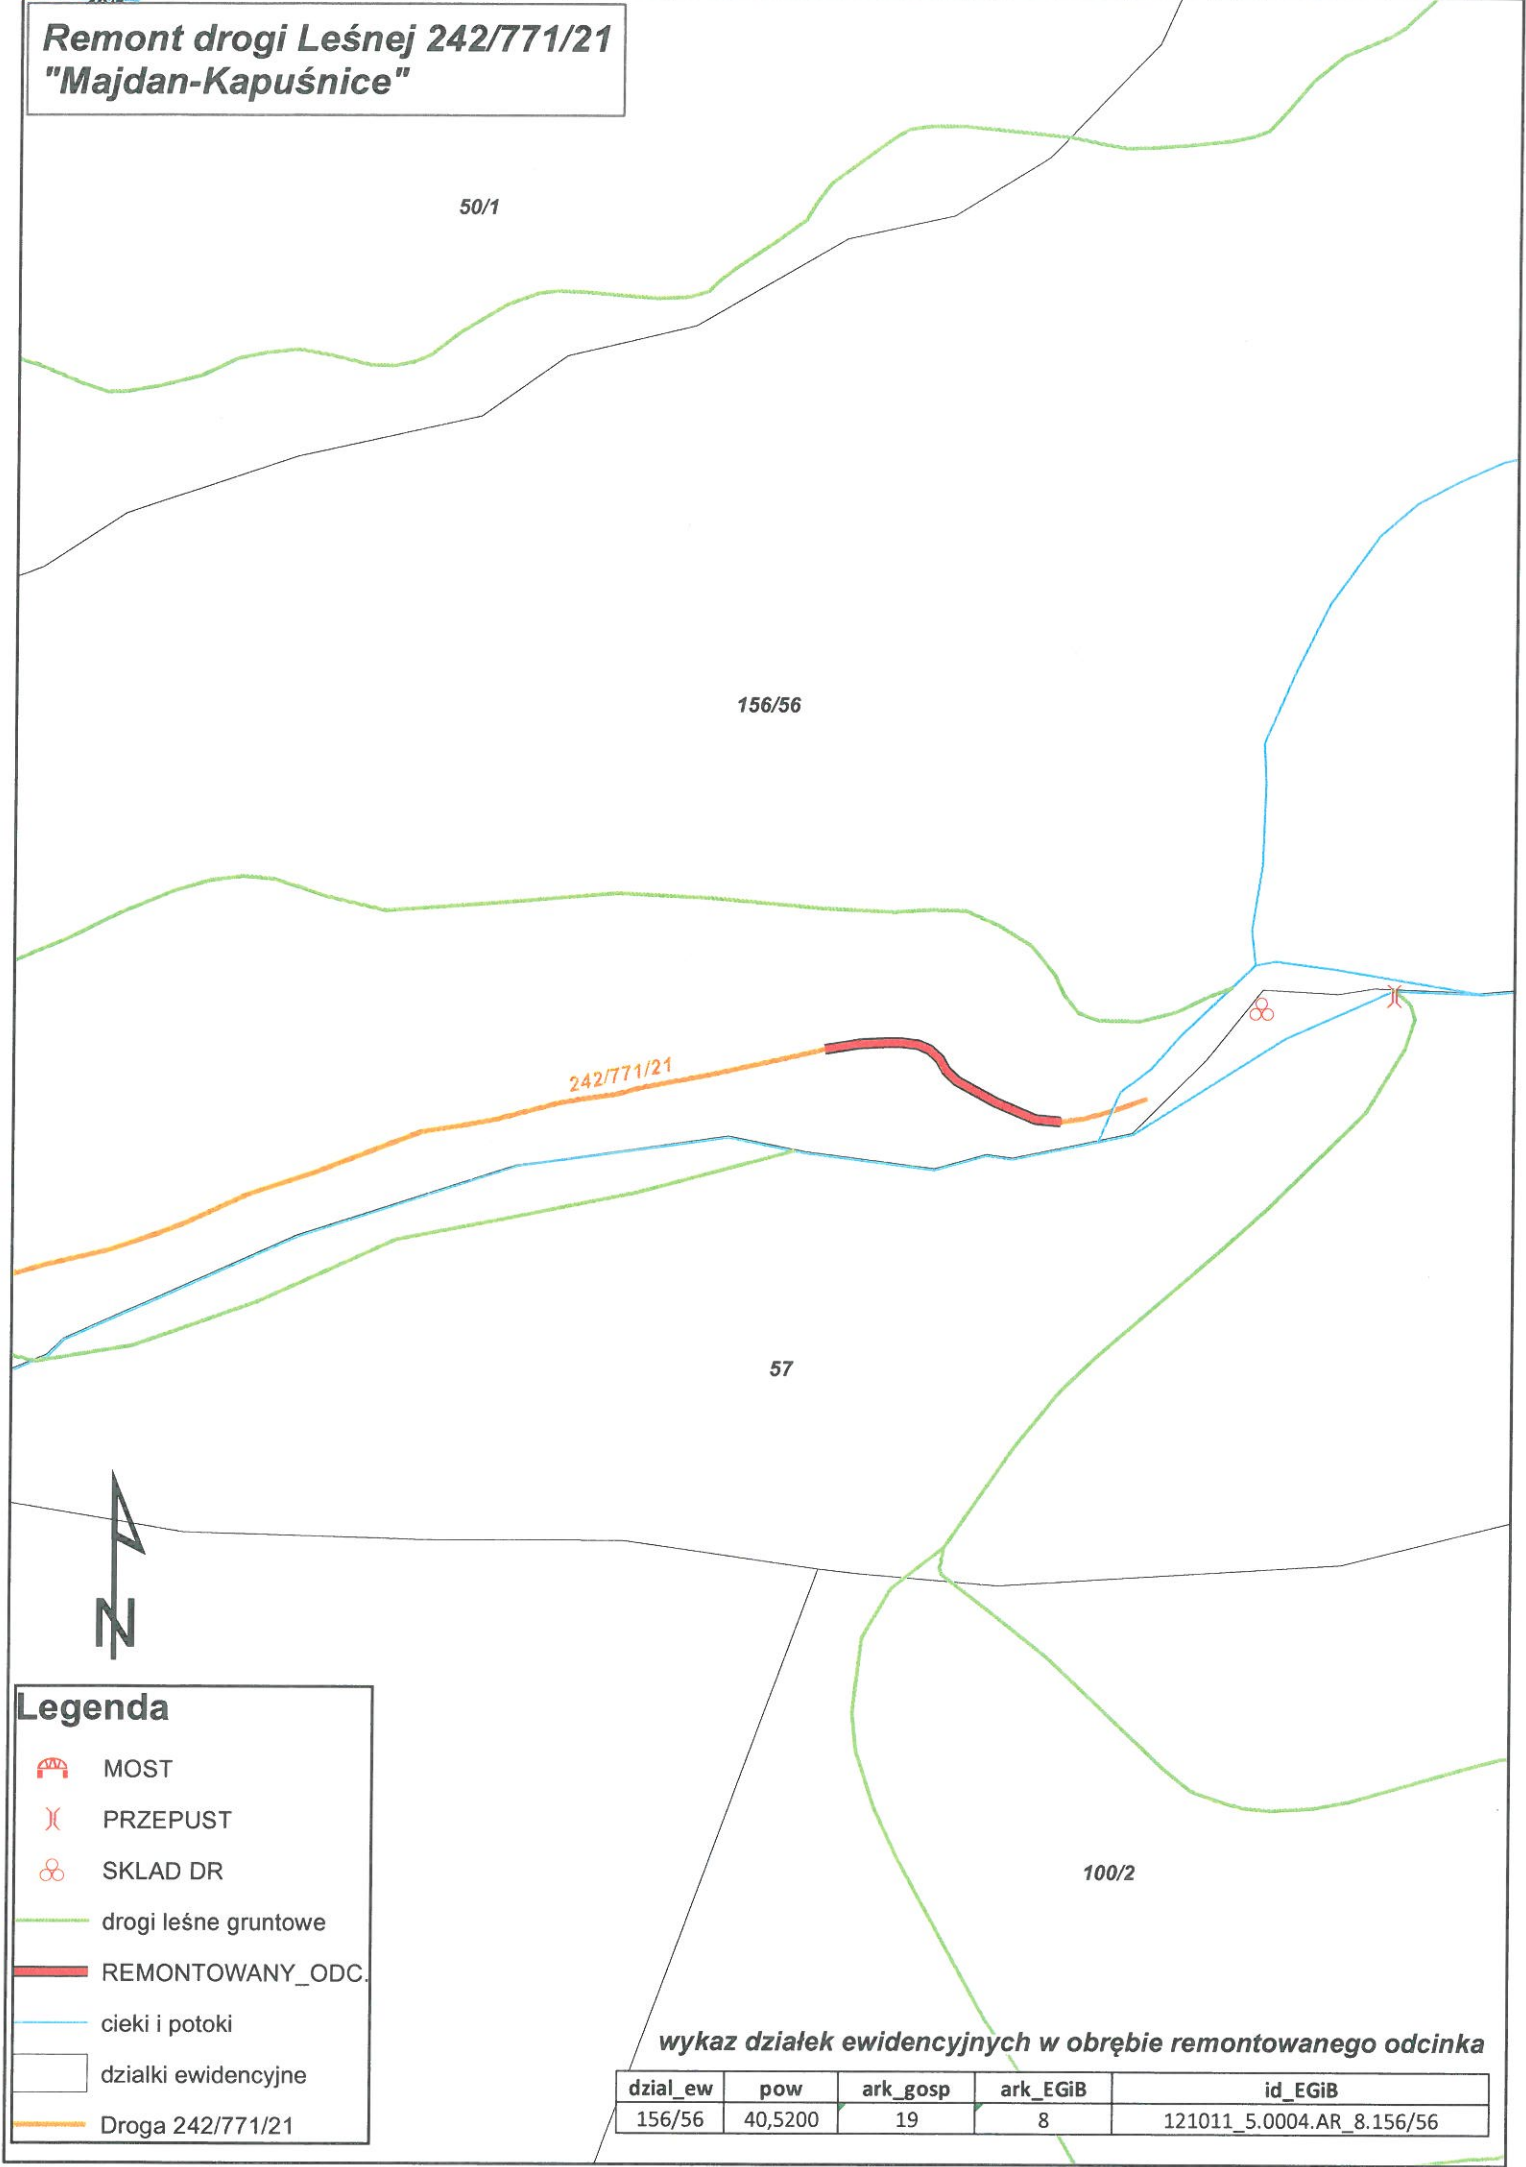 Remont drogi Leśnej 242/771/21
"Majdan-Kapuśnice"
50/1
156/56
242/771/21
57
N
Legenda
MOST
PRZEPUST
SKLAD DR
drogi leśne gruntowe
REMONTOWANY_ODC.
cieki i potoki
dzialki ewidencyjne
Droga 242/771/21
100/2
wykaz działek ewidencyjnych w obrębie remontowanego odcinka
dzial_ew pow ark_gosp ark_EGiB id_EGiB
156/56 40,5200 19 8 121011_5.0004.AR_8.156/56